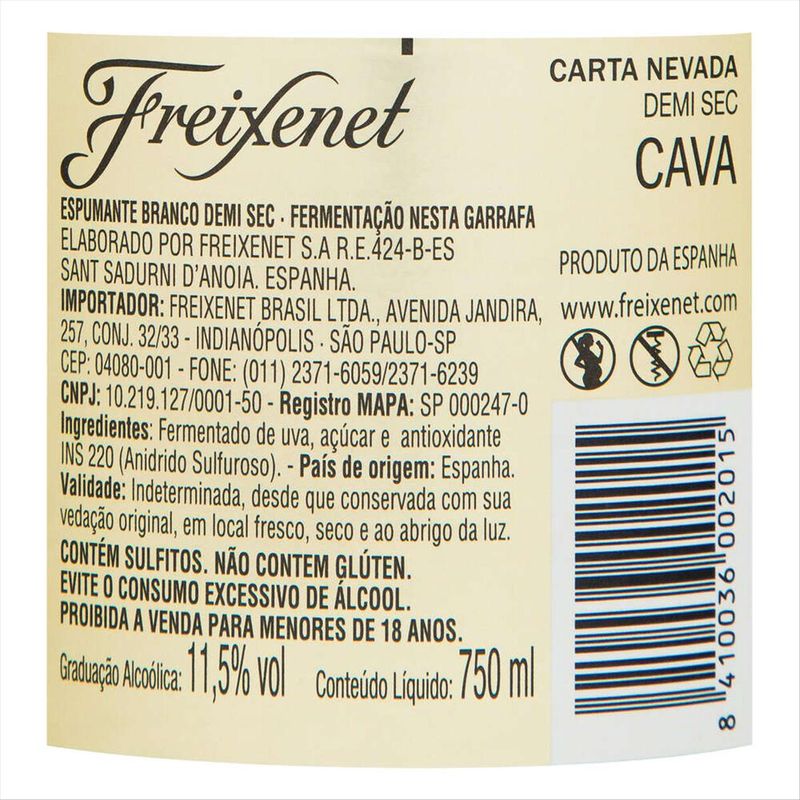 Freixenet
CARTA NEVADA
DEMI SEC
CAVA
ESPUMANTE BRANCO DEMI SEC · FERMENTAÇÃO NESTA GARRAFA
ELABORADO POR FREIXENET S.A R.E.424-B-ES
SANT SADURNI D'ANOIA. ESPANHA.
IMPORTADOR: FREIXENET BRASIL LTDA., AVENIDA JANDIRA,
257, CONJ. 32/33 - INDIANÓPOLIS · SÃO PAULO-SP
CEP: 04080-001 - FONE: (011) 2371-6059/2371-6239
CNPJ: 10.219.127/0001-50 - Registro MAPA: SP 000247-0
Ingredientes: Fermentado de uva, açúcar e antioxidante
INS 220 (Anidrido Sulfuroso). - País de origem: Espanha.
Validade: Indeterminada, desde que conservada com sua
vedação original, em local fresco, seco e ao abrigo da luz.
CONTÉM SULFITOS. NÃO CONTEM GLÚTEN.
EVITE O CONSUMO EXCESSIVO DE ÁLCOOL.
PROIBIDA A VENDA PARA MENORES DE 18 ANOS.
Graduação Alcoólica: 11,5% vol Conteúdo Líquido: 750 ml
PRODUTO DA ESPANHA
www.freixenet.com
8 410036 002015